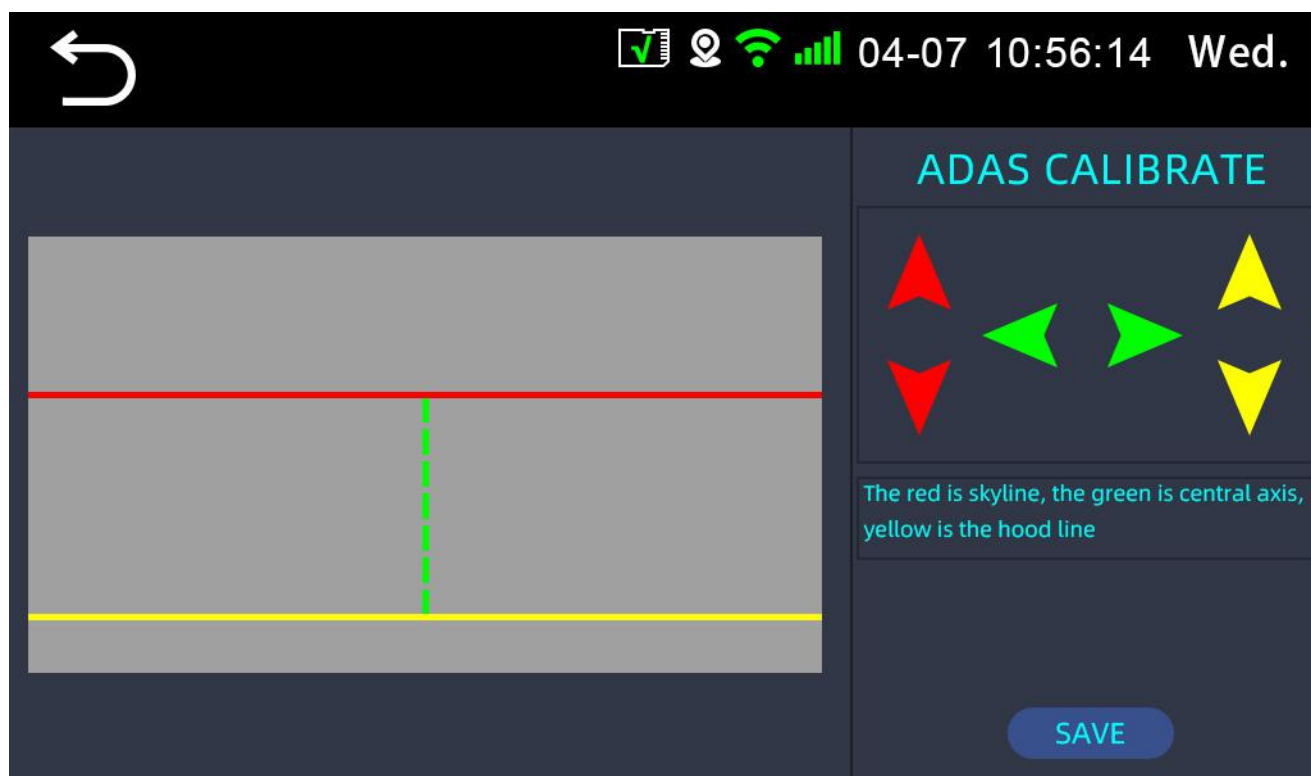 04-07 10:56:14 Wed.
ADAS CALIBRATE
The red is skyline, the green is central axis,
yellow is the hood line
SAVE